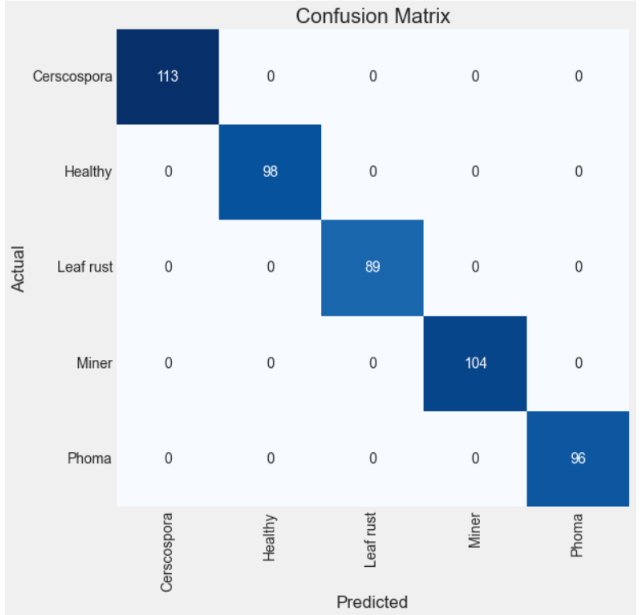 Confusion Matrix
Cerscospora 113 0 0 0 0
Healthy 0 98 0 0 0
Leaf rust 0 0 89 0 0
Miner 0 0 0 104 0
Phoma 0 0 0 0 96
Actual
Cerscospora Healthy Leaf rust Miner Phoma
Predicted